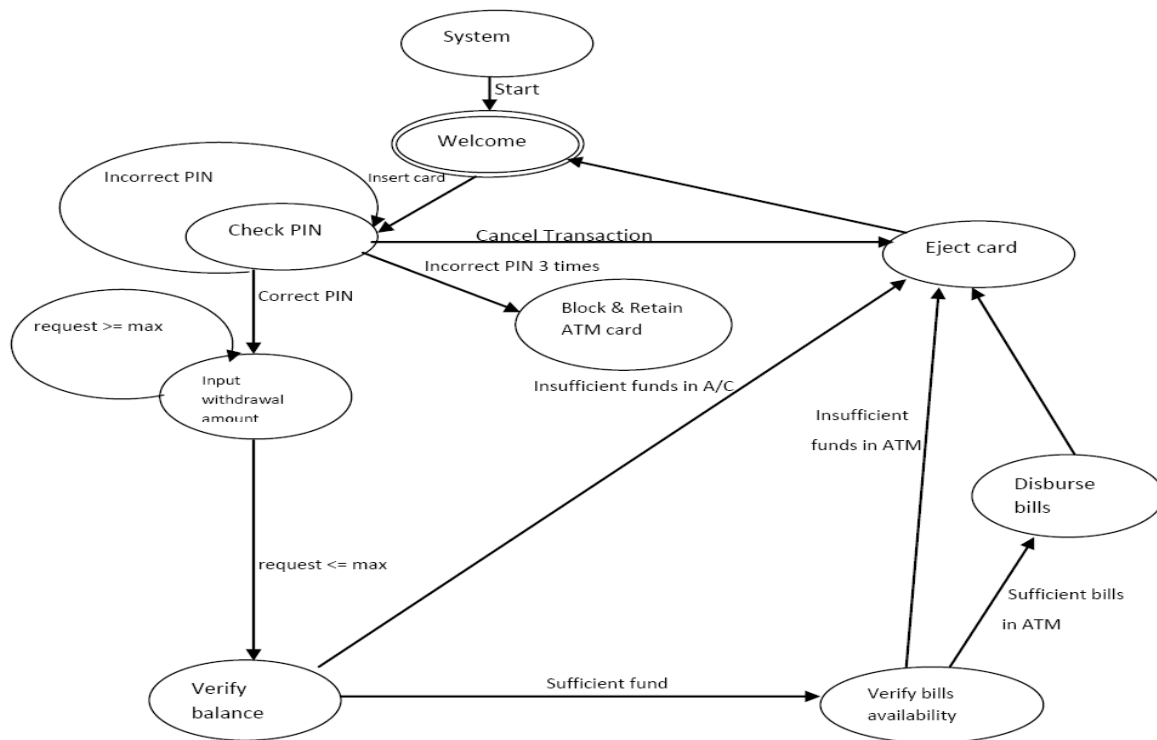 System
Start
Welcome
Incorrect PIN
Insert card
Check PIN
Cancel Transaction
Eject card
Incorrect PIN 3 times
Correct PIN
Block & Retain
ATM card
request >= max
Input
withdrawal
amount
Insufficient funds in A/C
Insufficient
funds in ATM
Disburse
bills
request <= max
Sufficient bills
in ATM
Verify
balance
Sufficient fund
Verify bills
availability